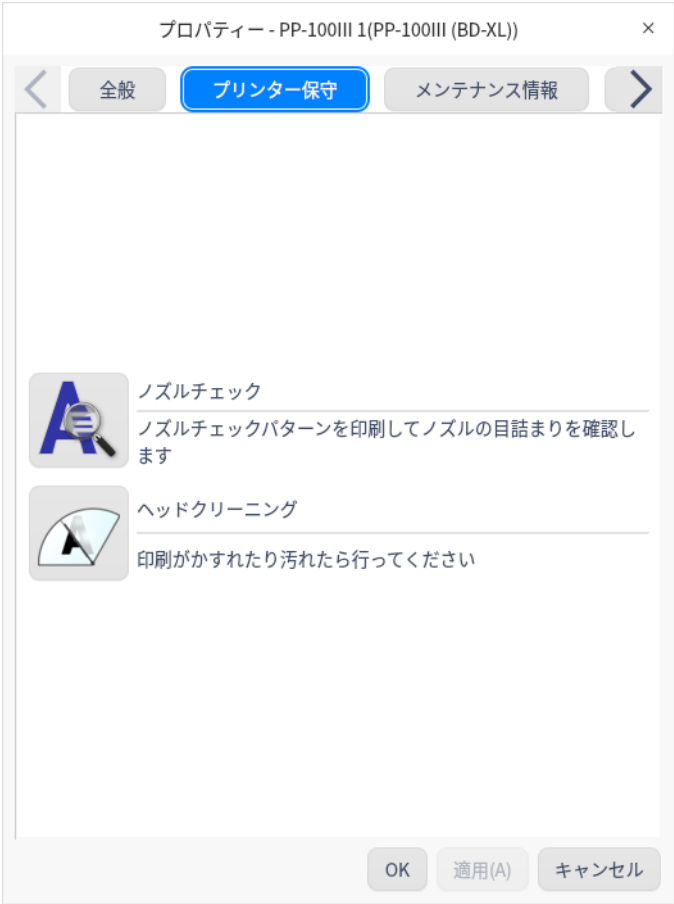 プロパティー - PP-100III 1(PP-100III (BD-XL))
×
全般
プリンター保守
メンテナンス情報
ノズルチェック
ノズルチェックパターンを印刷してノズルの目詰まりを確認し
ます
ヘッドクリーニング
印刷がかすれたり汚れたら行ってください
OK
適用(A)
キャンセル